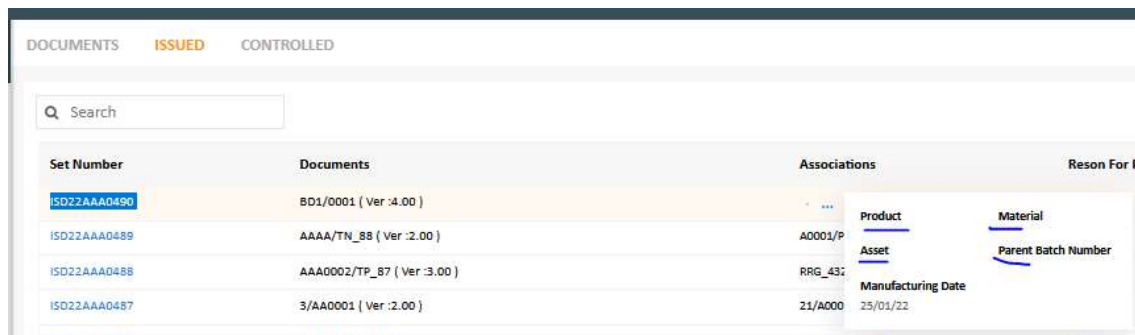 DOCUMENTS ISSUED CONTROLLED
Search
Set Number Documents Associations Reson For
ISD22AAA0490 BD1/0001 ( Ver :4.00 ) - ...
Product Material
ISD22AAA0489 AAAA/TN_88 ( Ver :2.00 ) A0001/P
Asset Parent Batch Number
ISD22AAA0488 AAA0002/TP_87 ( Ver :3.00 ) RRG_432
Manufacturing Date
ISD22AAA0487 3/AA0001 ( Ver :2.00 ) 21/A000 25/01/22